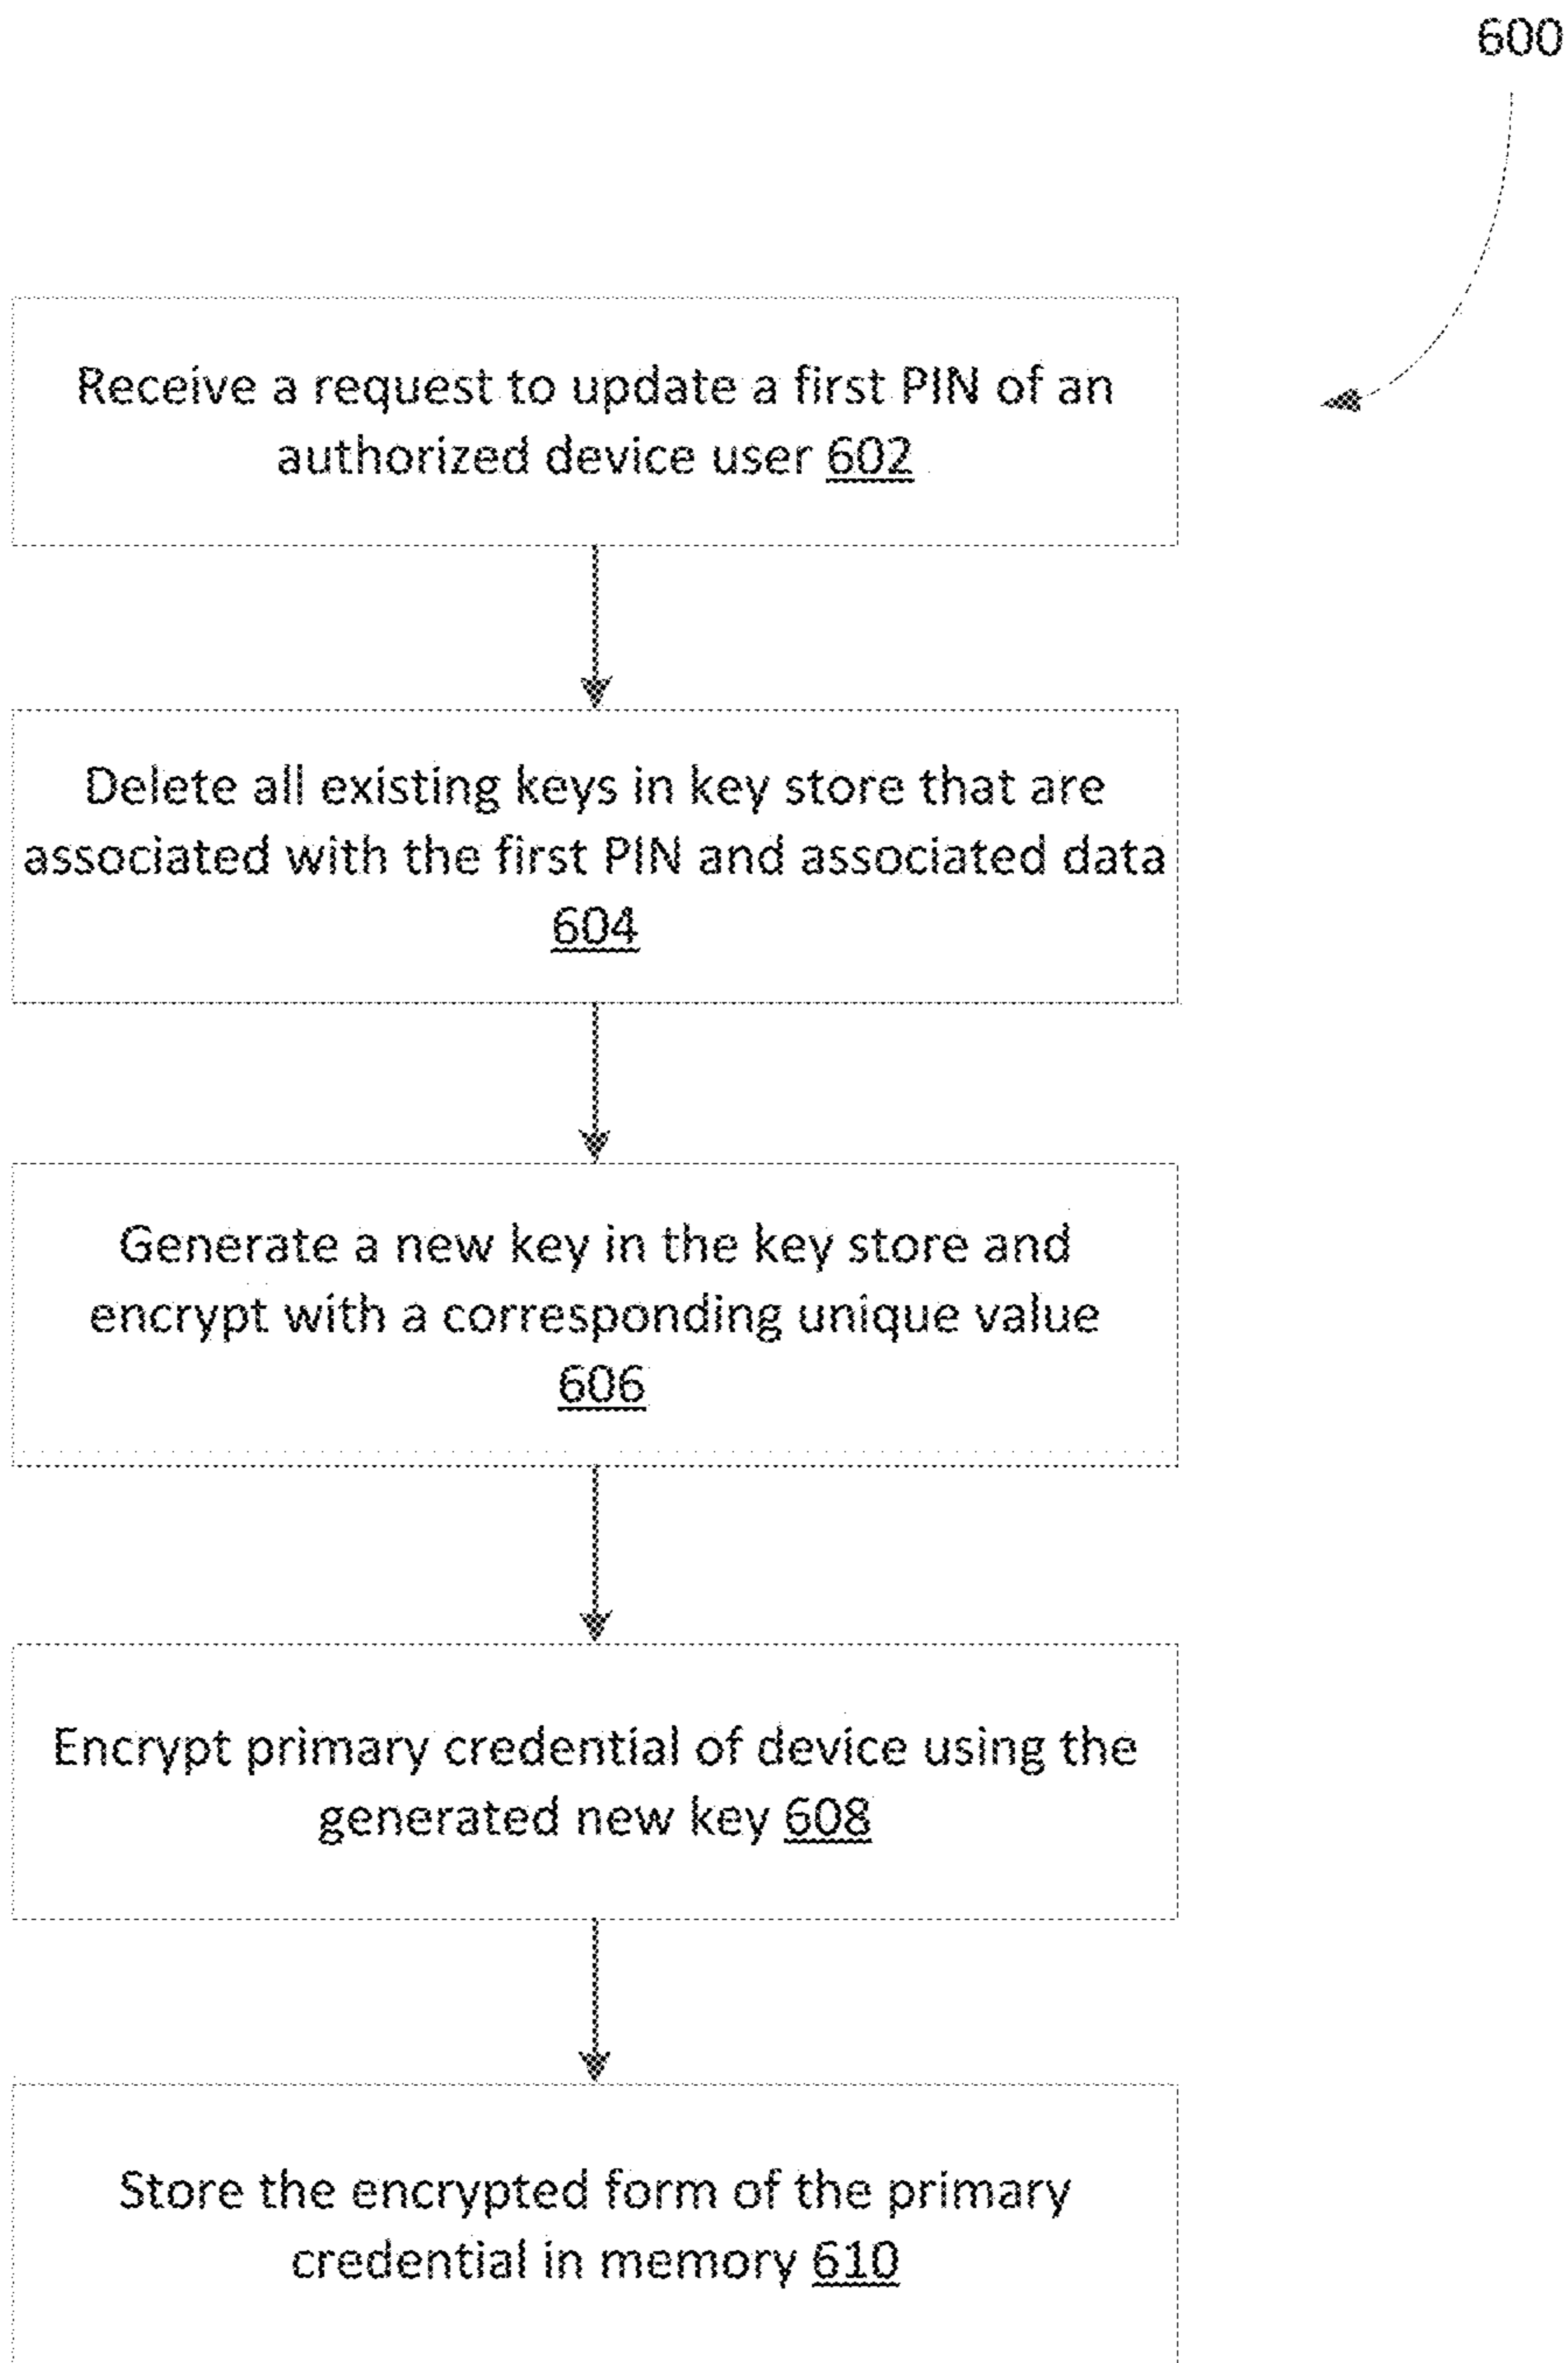 600
Receive a request to update a first PIN of an
authorized device user 602
Delete all existing keys in key store that are
associated with the first PIN and associated data
604
Generate a new key in the key store and
encrypt with a corresponding unique value
606
Encrypt primary credential of device using the
generated new key 608
Store the encrypted form of the primary
credential in memory 610